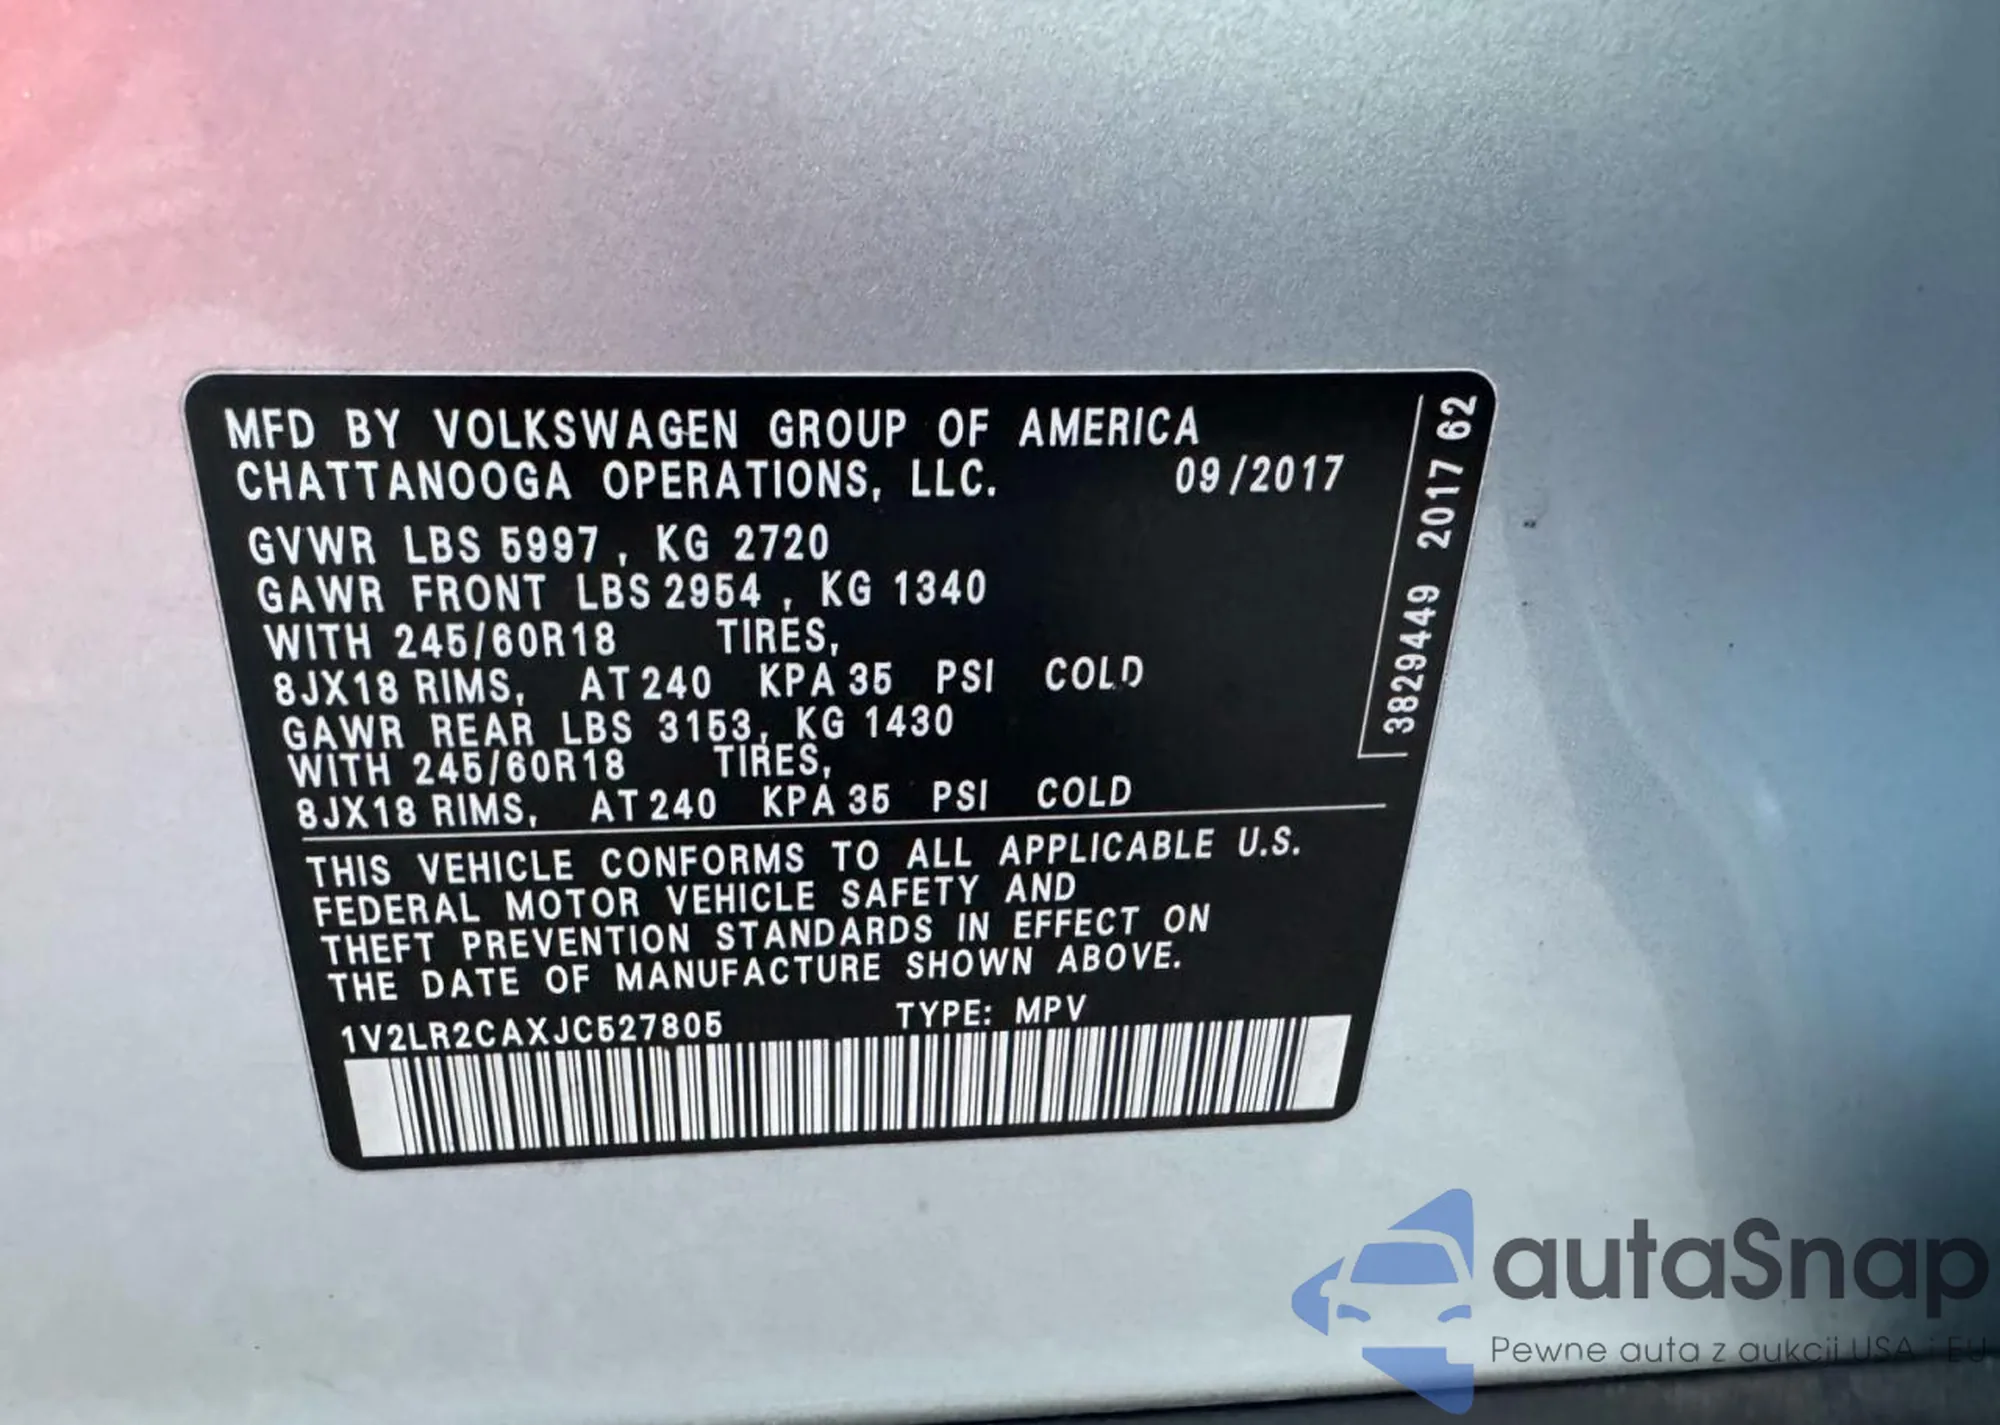 MFD BY VOLKSWAGEN GROUP OF AMERICA
CHATTANOOGA OPERATIONS, LLC. 09/2017
GVWR LBS 5997 , KG 2720
GAWR FRONT LBS 2954 , KG 1340
WITH 245/60R18 TIRES,
8JX18 RIMS, AT 240 KPA 35 PSI COLD
GAWR REAR LBS 3153, KG 1430
WITH 245/60R18 TIRES,
8JX18 RIMS, AT 240 KPA 35 PSI COLD
THIS VEHICLE CONFORMS TO ALL APPLICABLE U.S.
FEDERAL MOTOR VEHICLE SAFETY AND
THEFT PREVENTION STANDARDS IN EFFECT ON
THE DATE OF MANUFACTURE SHOWN ABOVE.
1V2LR2CAXJC527805 TYPE: MPV
3829449 2017 62
autaSnap
Pewne auta z aukcji USA i EU